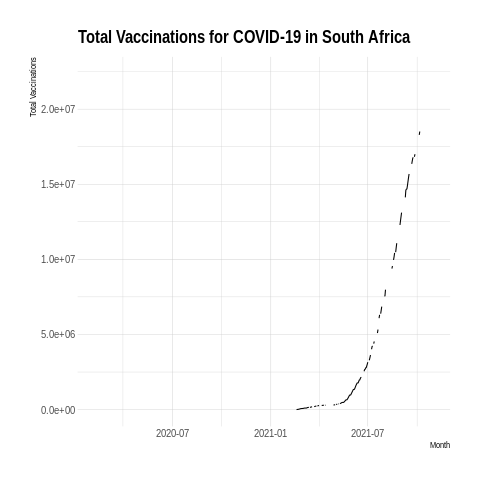 Total Vaccinations for COVID-19 in South Africa
Total Vaccinations
2.0e+07
1.5e+07
1.0e+07
5.0e+06
0.0e+00
2020-07 2021-01 2021-07
Month